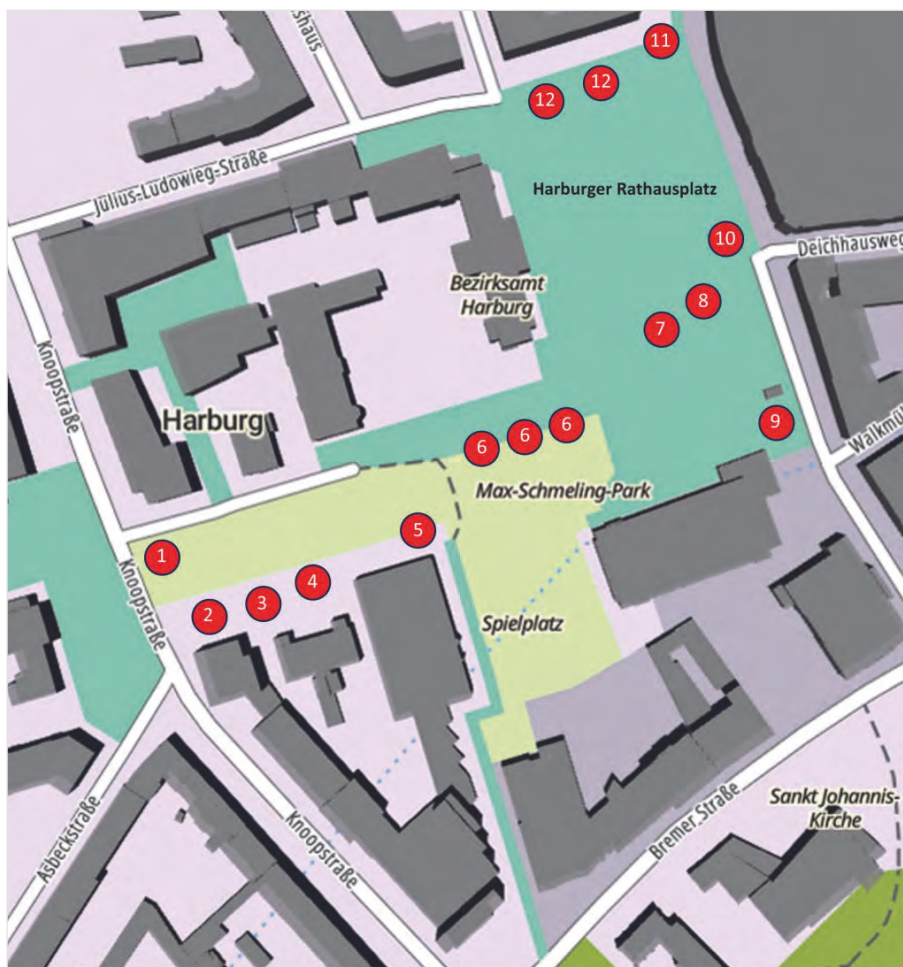 11
12
12
Julius-Ludowieg-Straße
Harburger Rathausplatz
10
Deichhausweg
Bezirksamt
Harburg
8
7
Knoopstraße
Harburg
9
6
6
6
Max-Schmeling-Park
5
1
4
3
2
Knoopstraße
Spielplatz
Sankt Johannis-
Kirche
Bremer Straße
Asbeckstraße
Knoopstraße